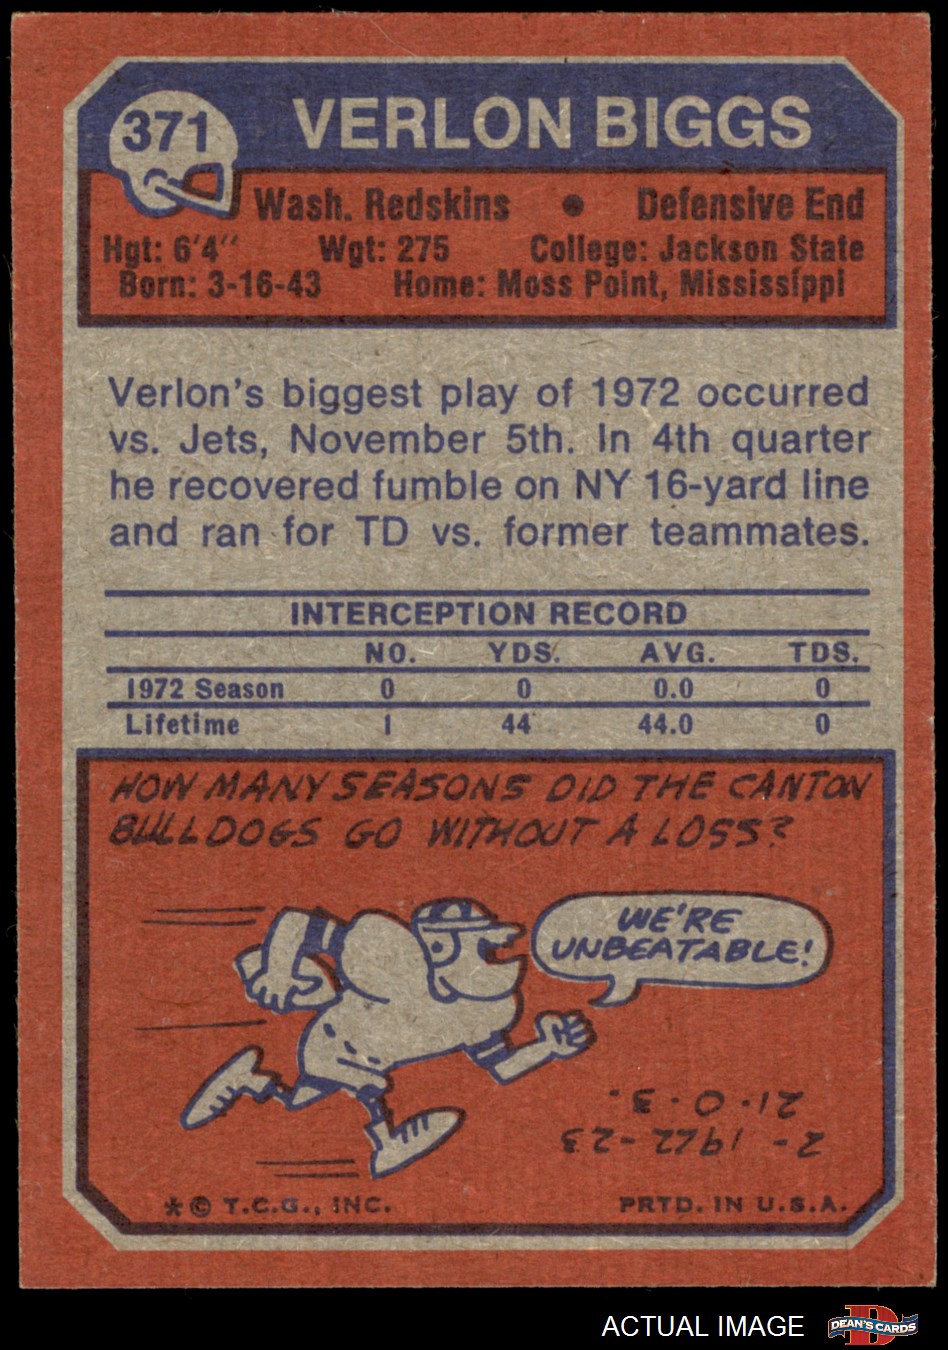 371
VERLON BIGGS
Wash. Redskins • Defensive End
Hgt: 6'4" Wgt: 275 College: Jackson State
Born: 3-16-43 Home: Moss Point, Mississippi
Verlon's biggest play of 1972 occurred
vs. Jets, November 5th. In 4th quarter
he recovered fumble on NY 16-yard line
and ran for TD vs. former teammates.
INTERCEPTION RECORD
NO. YDS. AVG. TDS.
1972 Season 0 0 0.0 0
Lifetime 1 44 44.0 0
HOW MANY SEASONS DID THE CANTON
BULLDOGS GO WITHOUT A LOSS?
WE'RE
UNBEATABLE!
2- 1922-23
21-0-3.
* © T.C.G., INC. PRTD. IN U.S.A.
ACTUAL IMAGE
D
DEAN'S CARDS